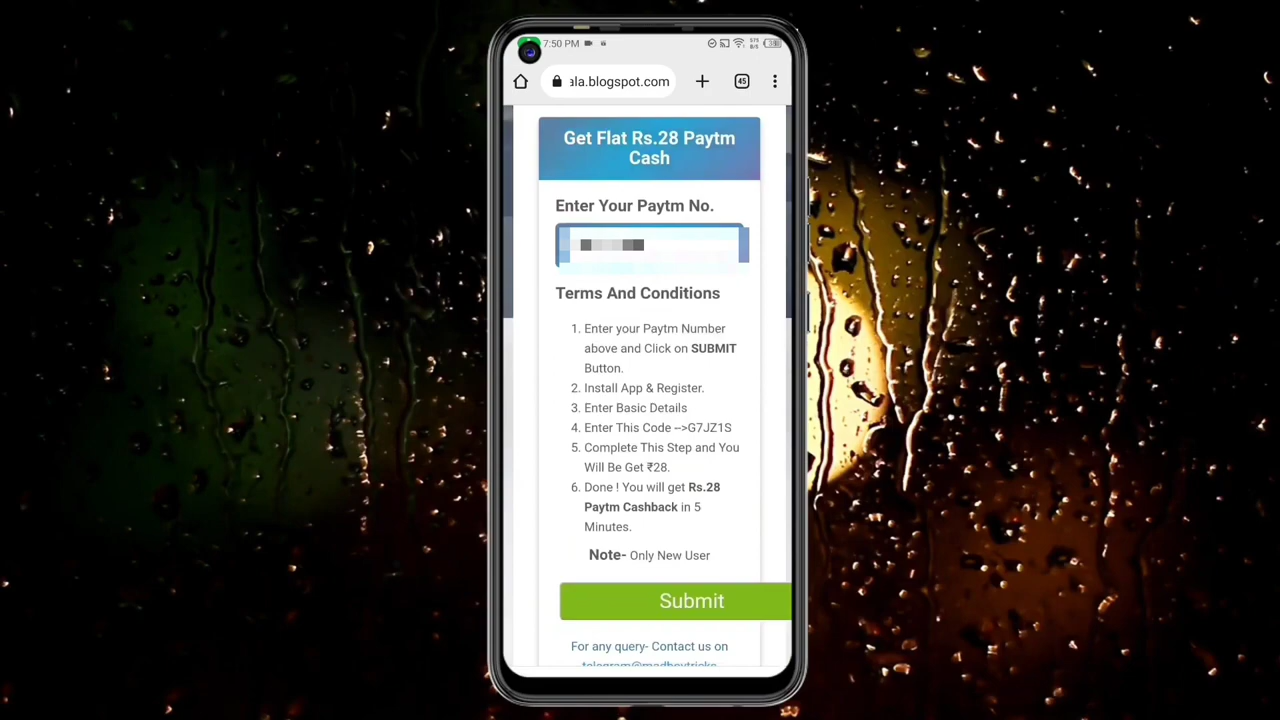 7:50 PM
ala.blogspot.com
45
Get Flat Rs.28 Paytm
Cash
Enter Your Paytm No.
Terms And Conditions
1. Enter your Paytm Number
above and Click on SUBMIT
Button.
2. Install App & Register.
3. Enter Basic Details
4. Enter This Code -->G7JZ1S
5. Complete This Step and You
Will Be Get ₹28.
6. Done ! You will get Rs.28
Paytm Cashback in 5
Minutes.
Note- Only New User
Submit
For any query- Contact us on
telegram@madboytricks